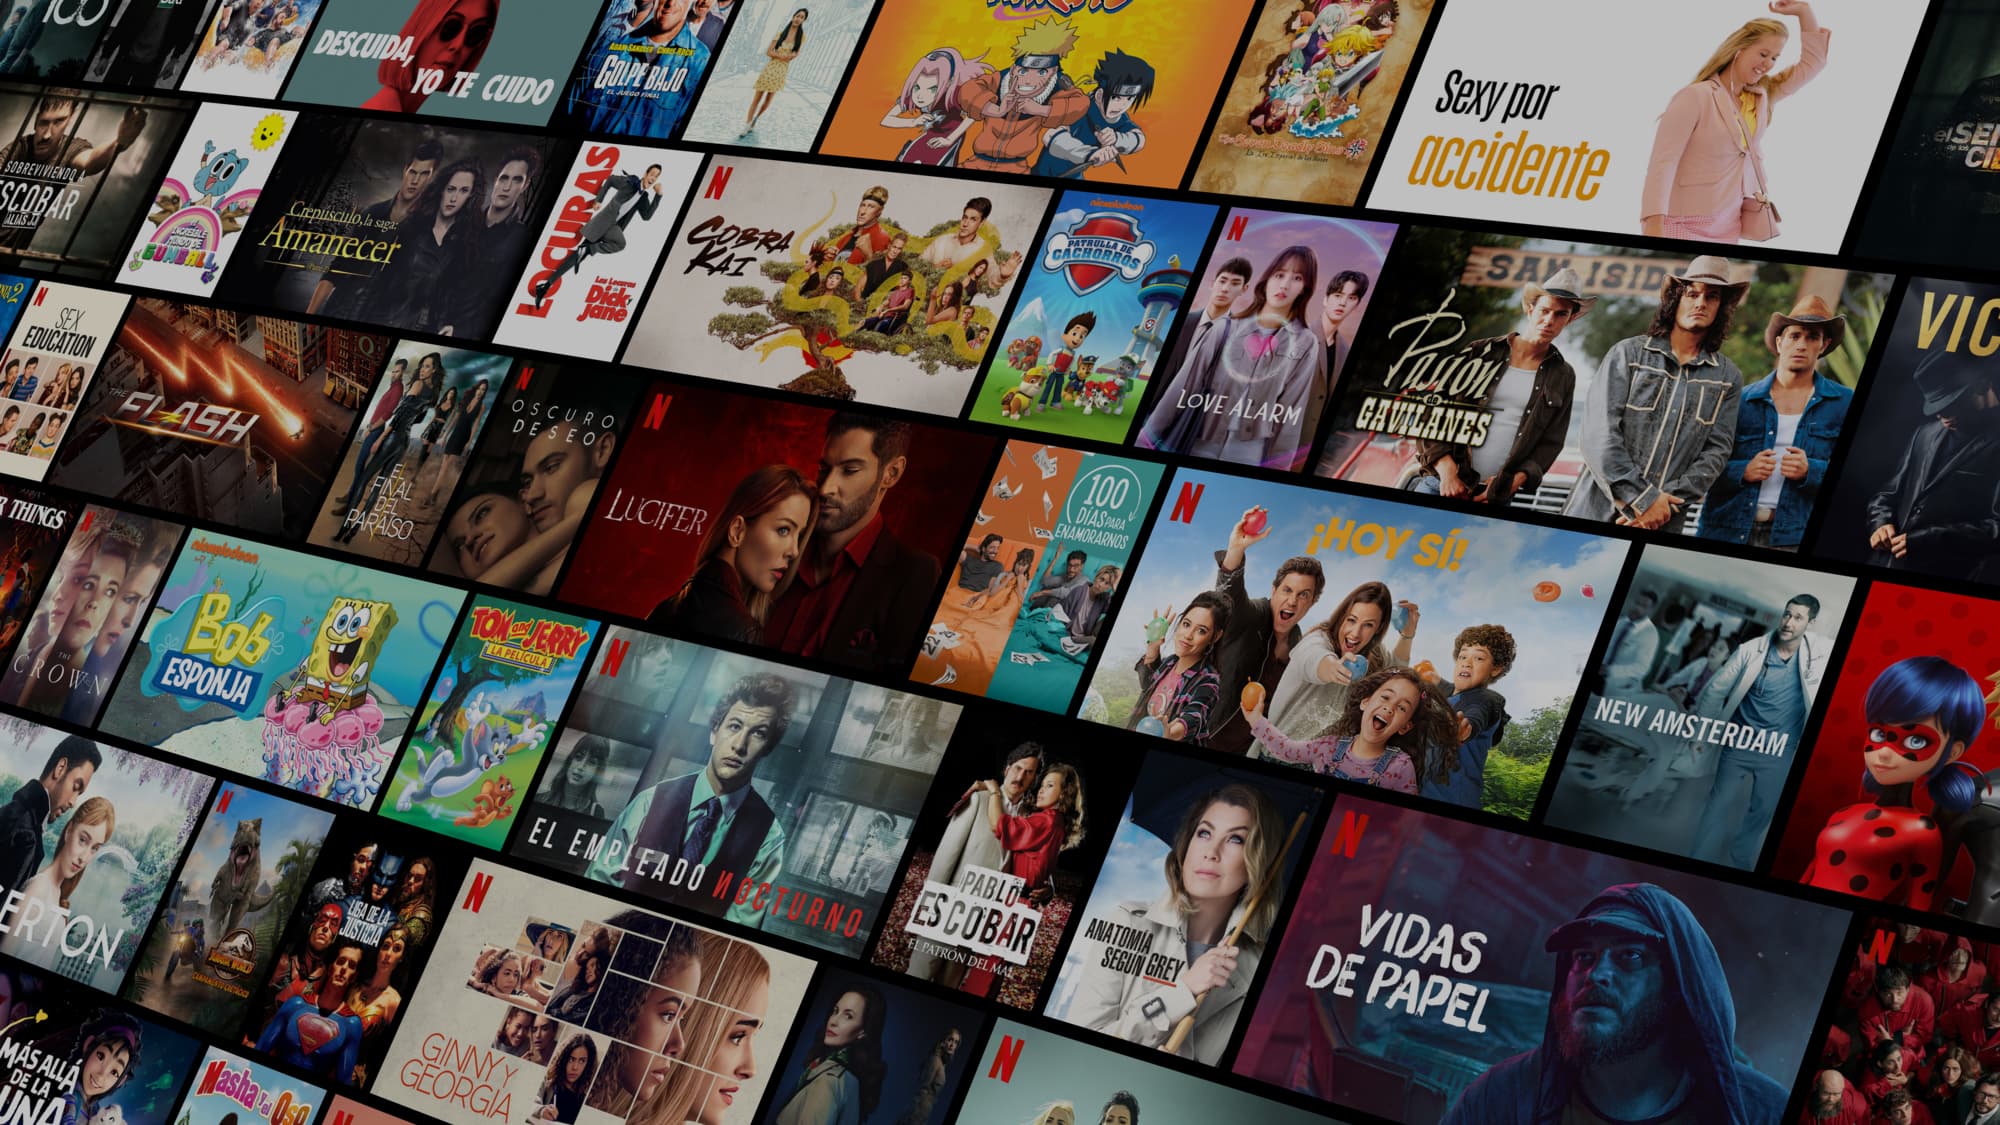 DESCUIDA,
YO TE CUIDO
ADAM SANDLER CHRIS ROCK
GOLPE BAJO
EL JUEGO FINAL
Sexy por
accidente
SOBREVIVIENDO A
ESCOBAR
ALIAS JJ
EL INCREÍBLE
MUNDO DE
GUMBALL
Crepúsculo, la saga:
Amanecer
LOCURAS
Las Locuras
Dick y
Jane
N
COBRA
KAI
nickelodeon
PATRULLA DE
CACHORROS
N
LOVE ALARM
SAN ISID
Pasión
de
GAVILANES
VIC
N
SEX
EDUCATION
THE
FLASH
EL
FINAL
DEL
PARAÍSO
N
OSCURO
DESEO
N
LUCIFER
100
DÍAS PARA
ENAMORARNOS
N
¡HOY SÍ!
NEW AMSTERDAM
R THINGS
N
THE
CROWN
nickelodeon
BOB
ESPONJA
TOM and JERRY
LA PELÍCULA
N
EL EMPLEADO NOCTURNO
PABLO
ESCOBAR
EL PATRÓN DEL MAL
ANATOMÍA
SEGÚN GREY
N
VIDAS
DE PAPEL
N
ERTON
N
JURASSIC WORLD
CAMPAMENTO CRETÁCICO
LIGA DE LA
JUSTICIA
N
GINNY Y
GEORGIA
N
MÁS ALLÁ
DE LA
LUNA
Masha y el Oso
N